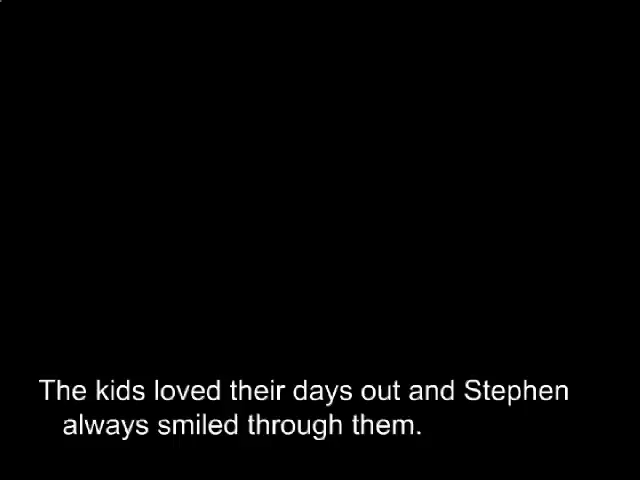 The kids loved their days out and Stephen
always smiled through them.